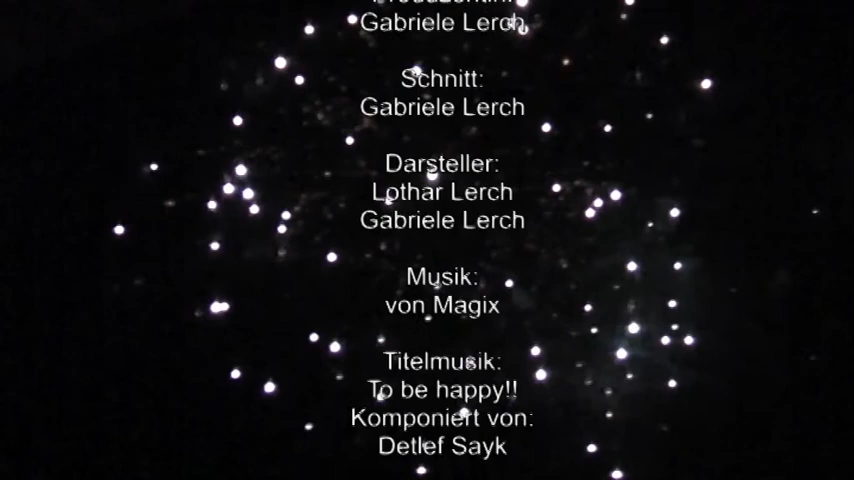 Gabriele Lerch
Schnitt:
Gabriele Lerch
Darsteller:
Lothar Lerch
Gabriele Lerch
Musik:
von Magix
Titelmusik:
To be happy!!
Komponiert von:
Detlef Sayk